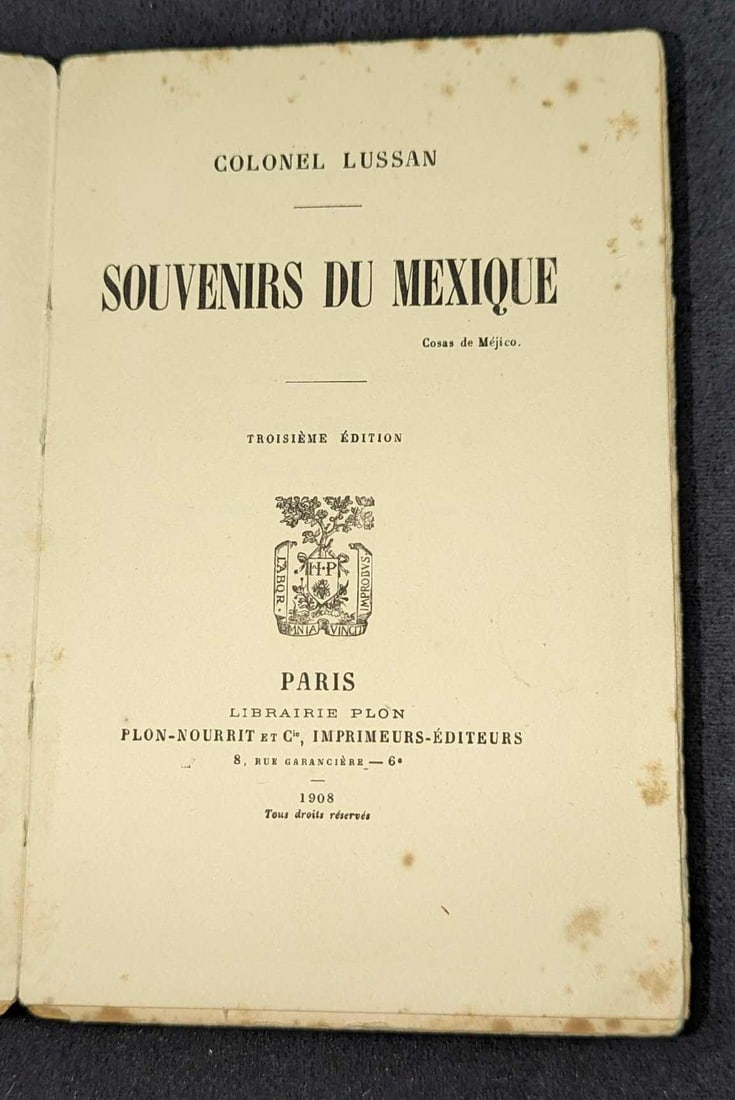 COLONEL LUSSAN
SOUVENIRS DU MEXIQUE
Cosas de Méjico.
TROISIÈME ÉDITION
H·P
LABOR·
IMPROBVS
OMNIA VINCIT
PARIS
LIBRAIRIE PLON
PLON-NOURRIT ET Cie, IMPRIMEURS-ÉDITEURS
8, RUE GARANCIÈRE — 6e
1908
Tous droits réservés